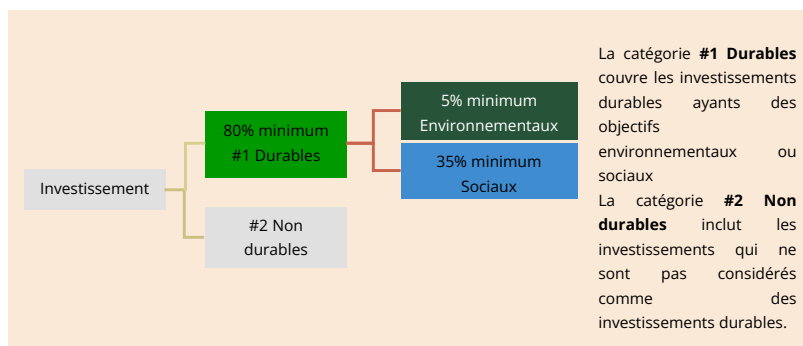 Investissement
80% minimum
#1 Durables
#2 Non
durables
5% minimum
Environnementaux
35% minimum
Sociaux
La catégorie #1 Durables
couvre les investissements
durables ayants des
objectifs
environnementaux ou
sociaux
La catégorie #2 Non
durables inclut les
investissements qui ne
sont pas considérés
comme des
investissements durables.